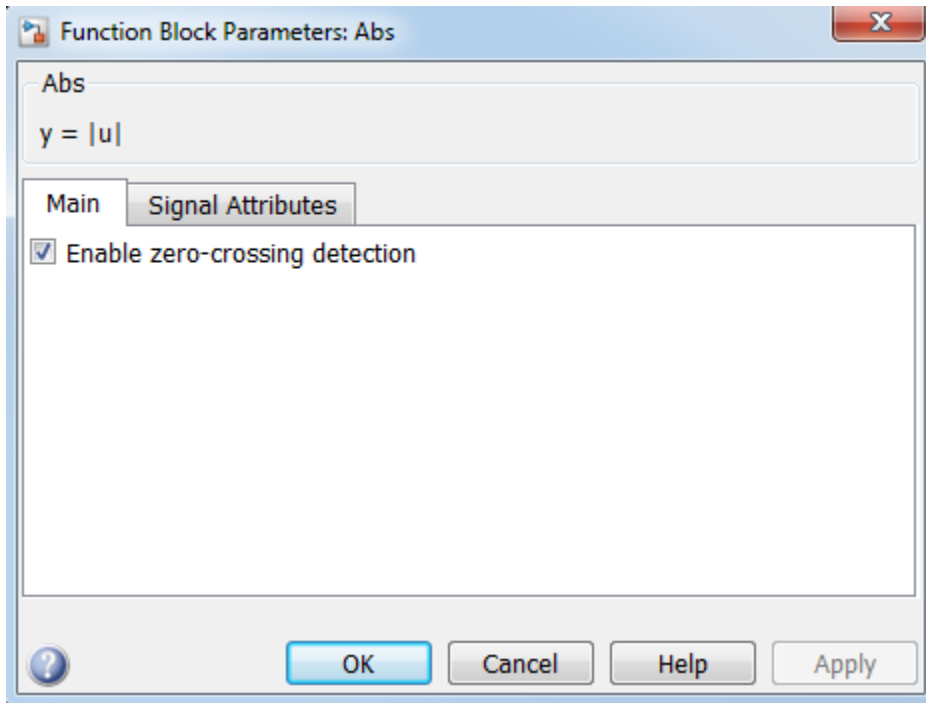 Function Block Parameters: Abs
Abs
y = |u|
Main Signal Attributes
Enable zero-crossing detection
OK Cancel Help Apply